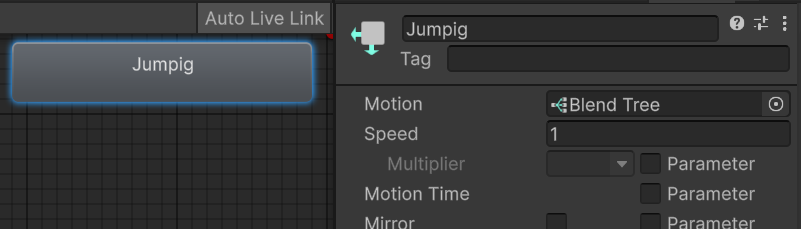 Auto Live Link
Jumpig
Jumpig
Tag
Motion
Blend Tree
Speed
1
Multiplier
Parameter
Motion Time
Parameter
Mirror
Parameter